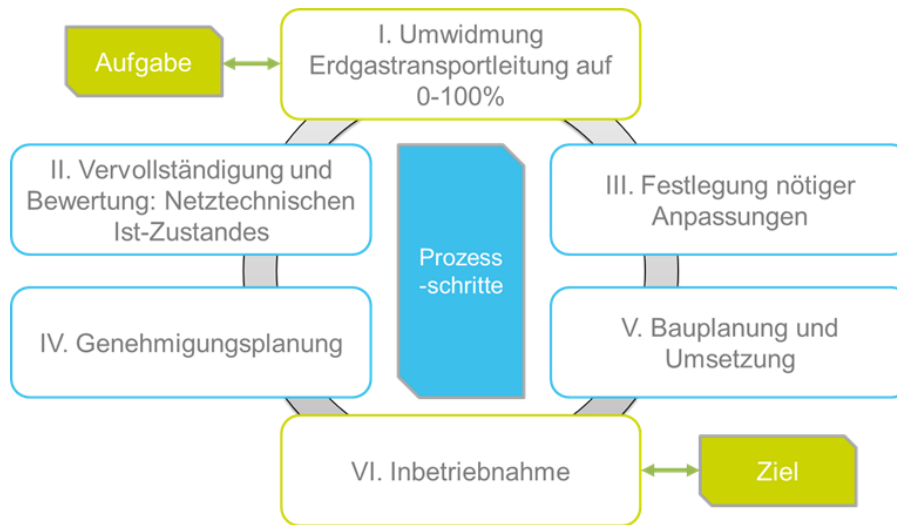 Aufgabe
I. Umwidmung
Erdgastransportleitung auf
0-100%
II. Vervollständigung und
Bewertung: Netztechnischen
Ist-Zustandes
III. Festlegung nötiger
Anpassungen
Prozess
-schritte
IV. Genehmigungsplanung
V. Bauplanung und
Umsetzung
VI. Inbetriebnahme
Ziel